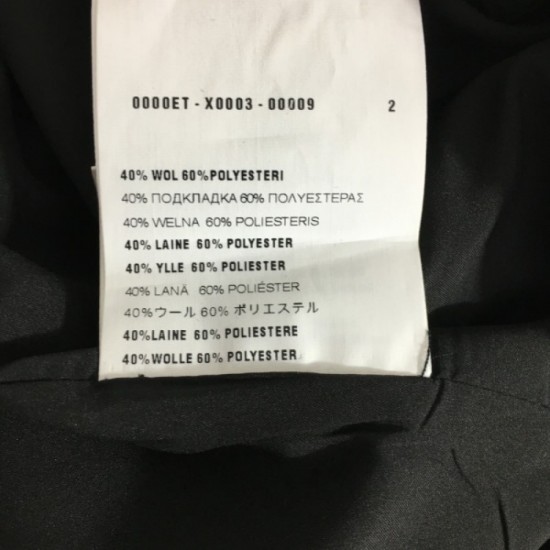 0000ET - X0003 - 00009 2
40% WOL 60%POLYESTERI
40% ПОДКЛАДКА 60% ΠΟΛΥΕΣΤΕΡΑΣ
40% WELNA 60% POLIESTERIS
40% LAINE 60% POLYESTER
40% YLLE 60% POLIESTER
40% LANÃ 60% POLIÉSTER
40%ウール 60% ポリエステル
40%LAINE 60% POLIESTERE
40%WOLLE 60% POLYESTER